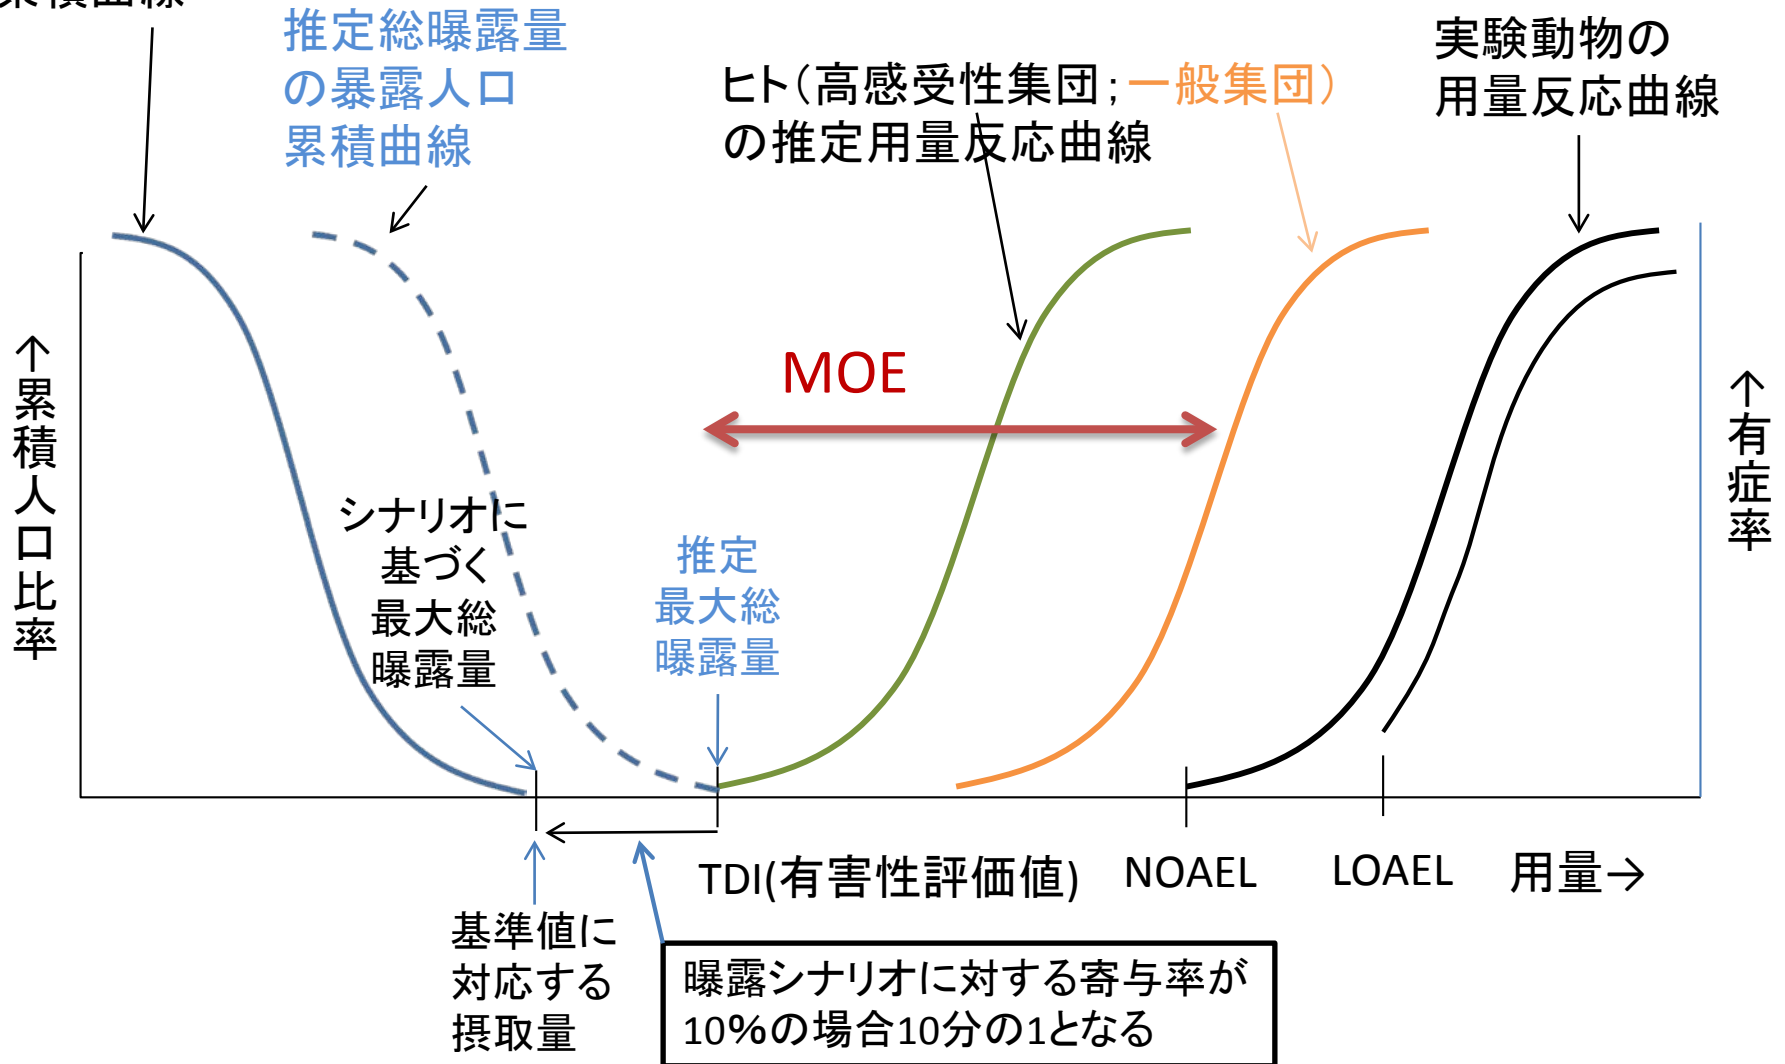 累積曲線
推定総曝露量
の暴露人口
累積曲線
ヒト（高感受性集団；一般集団）
の推定用量反応曲線
実験動物の
用量反応曲線
MOE
↑累積人口比率
シナリオに
基づく
最大総
曝露量
推定
最大総
曝露量
↑有症率
TDI(有害性評価値)
NOAEL
LOAEL
用量→
基準値に
対応する
摂取量
曝露シナリオに対する寄与率が
10%の場合10分の1となる